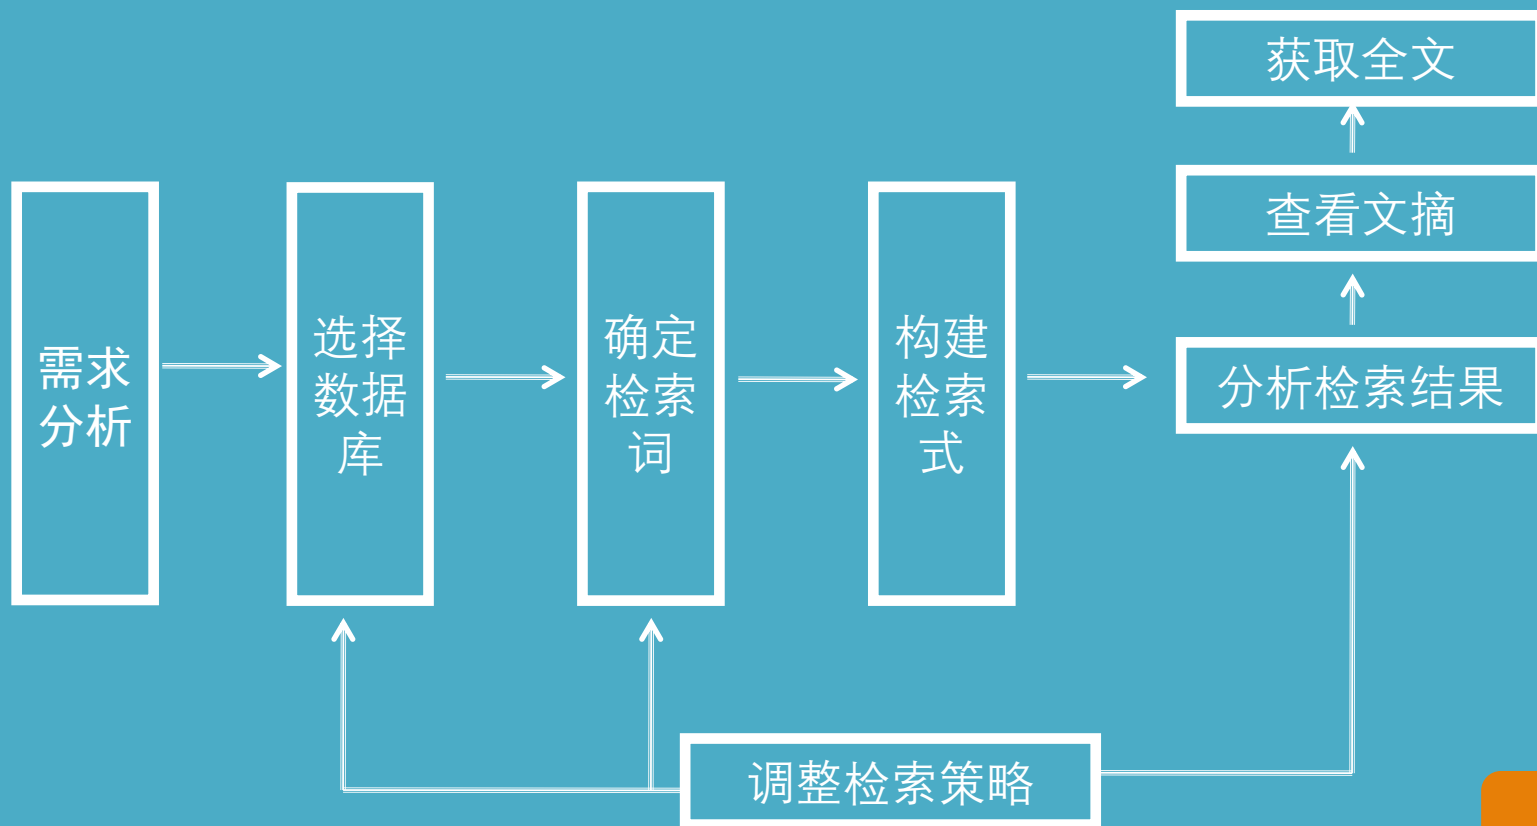 需求
分析
选择
数据
库
确定
检索
词
构建
检索
式
获取全文
查看文摘
分析检索结果
调整检索策略